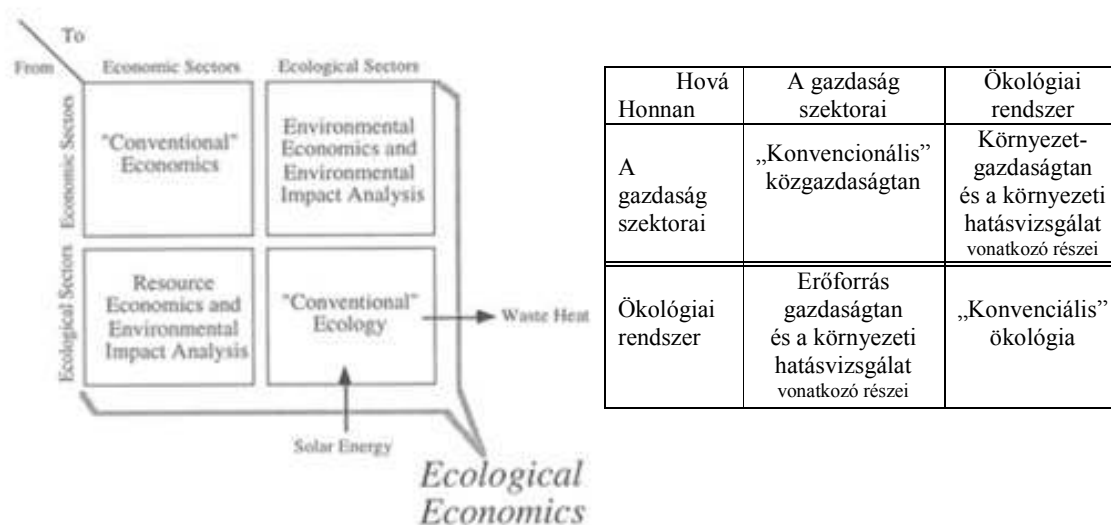 To
From
Economic Sectors
Ecological Sectors
Economic Sectors
"Conventional"
Economics
Environmental
Economics and
Environmental
Impact Analysis
Ecological Sectors
Resource
Economics and
Environmental
Impact Analysis
"Conventional"
Ecology
Waste Heat
Solar Energy
Ecological
Economics
Hová
Honnan
A gazdaság
szektorai
Ökológiai
rendszer
A
gazdaság
szektorai
„Konvencionális”
közgazdaságtan
Környezet-
gazdaságtan
és a környezeti
hatásvizsgálat
vonatkozó részei
Ökológiai
rendszer
Erőforrás
gazdaságtan
és a környezeti
hatásvizsgálat
vonatkozó részei
„Konvenciális”
ökológia